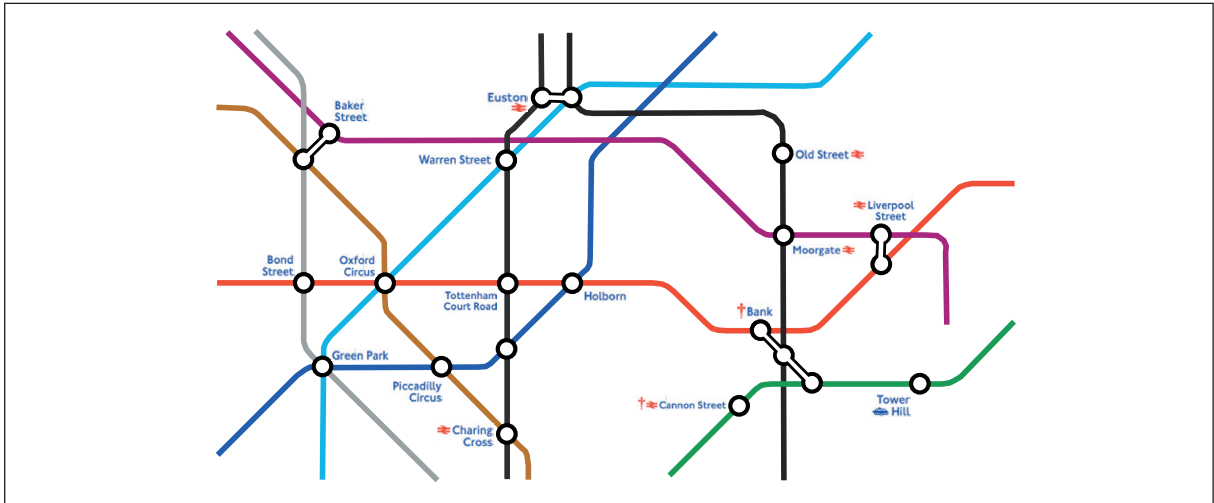 Baker
Street
Euston
Warren Street
Old Street
Liverpool
Street
Moorgate
Bond
Street
Oxford
Circus
Tottenham
Court Road
Holborn
†Bank
Green Park
Piccadilly
Circus
†
Cannon Street
Tower
Hill
Charing
Cross